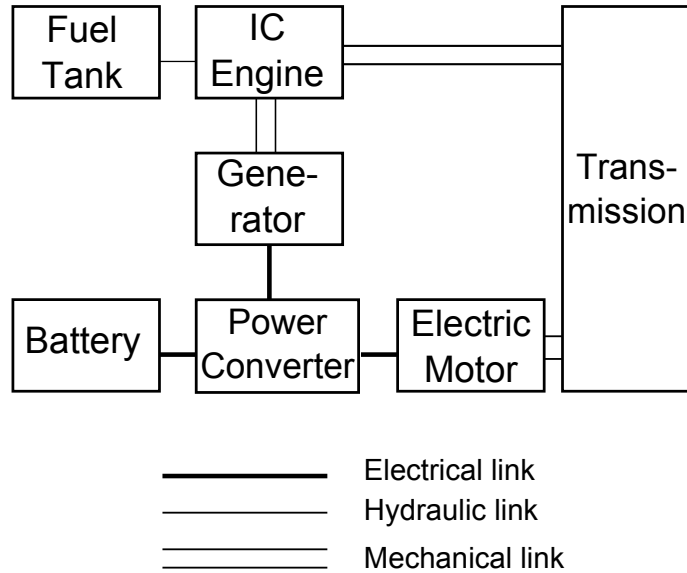 Fuel
Tank
IC
Engine
Gene-
rator
Trans-
mission
Battery
Power
Converter
Electric
Motor
Electrical link
Hydraulic link
Mechanical link